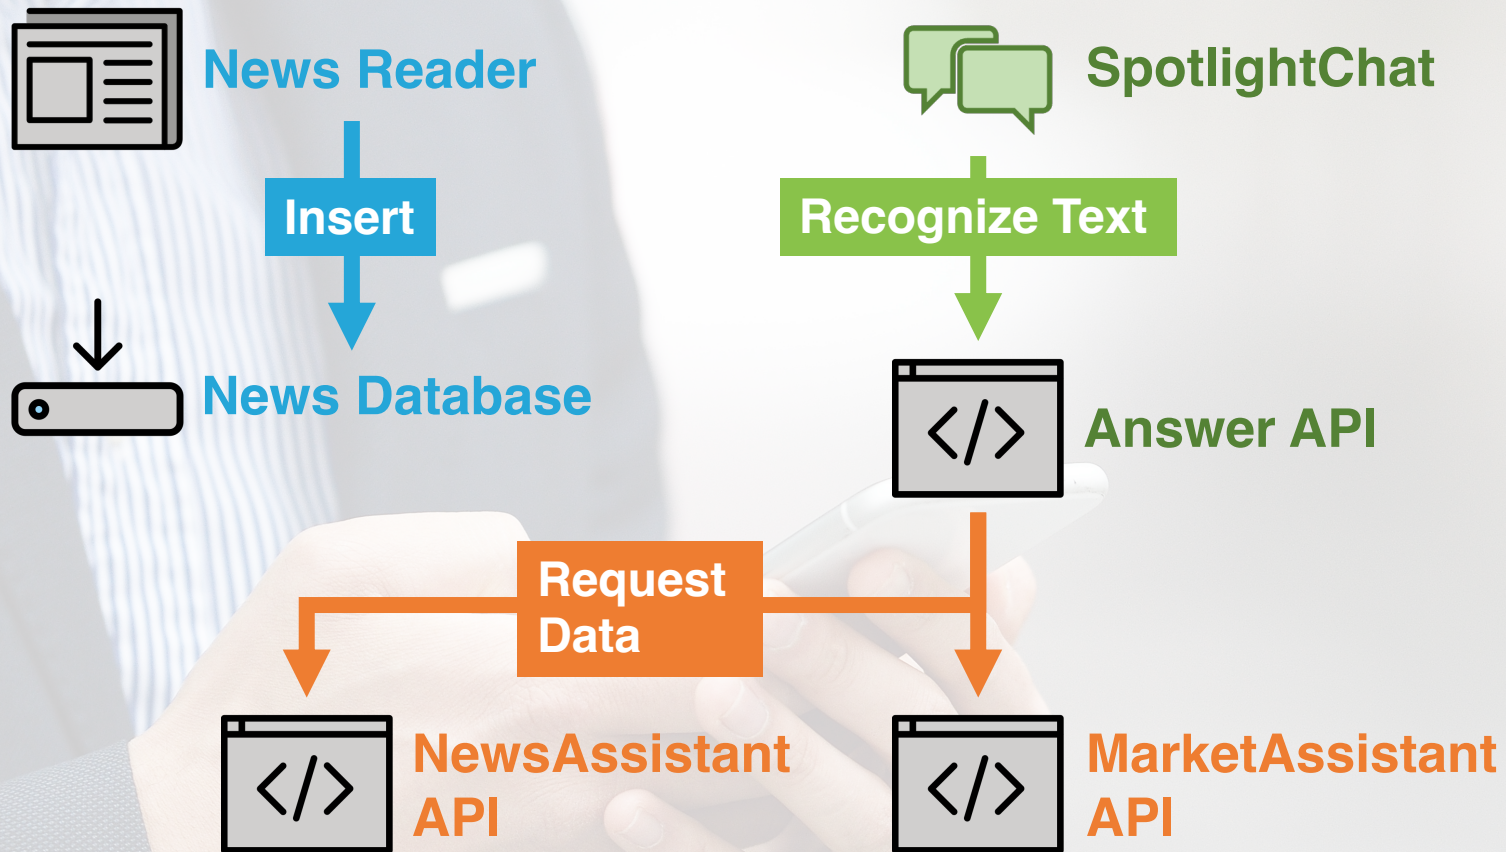 News Reader
SpotlightChat
Insert
Recognize Text
News Database
Answer API
Request
Data
NewsAssistant
API
MarketAssistant
API